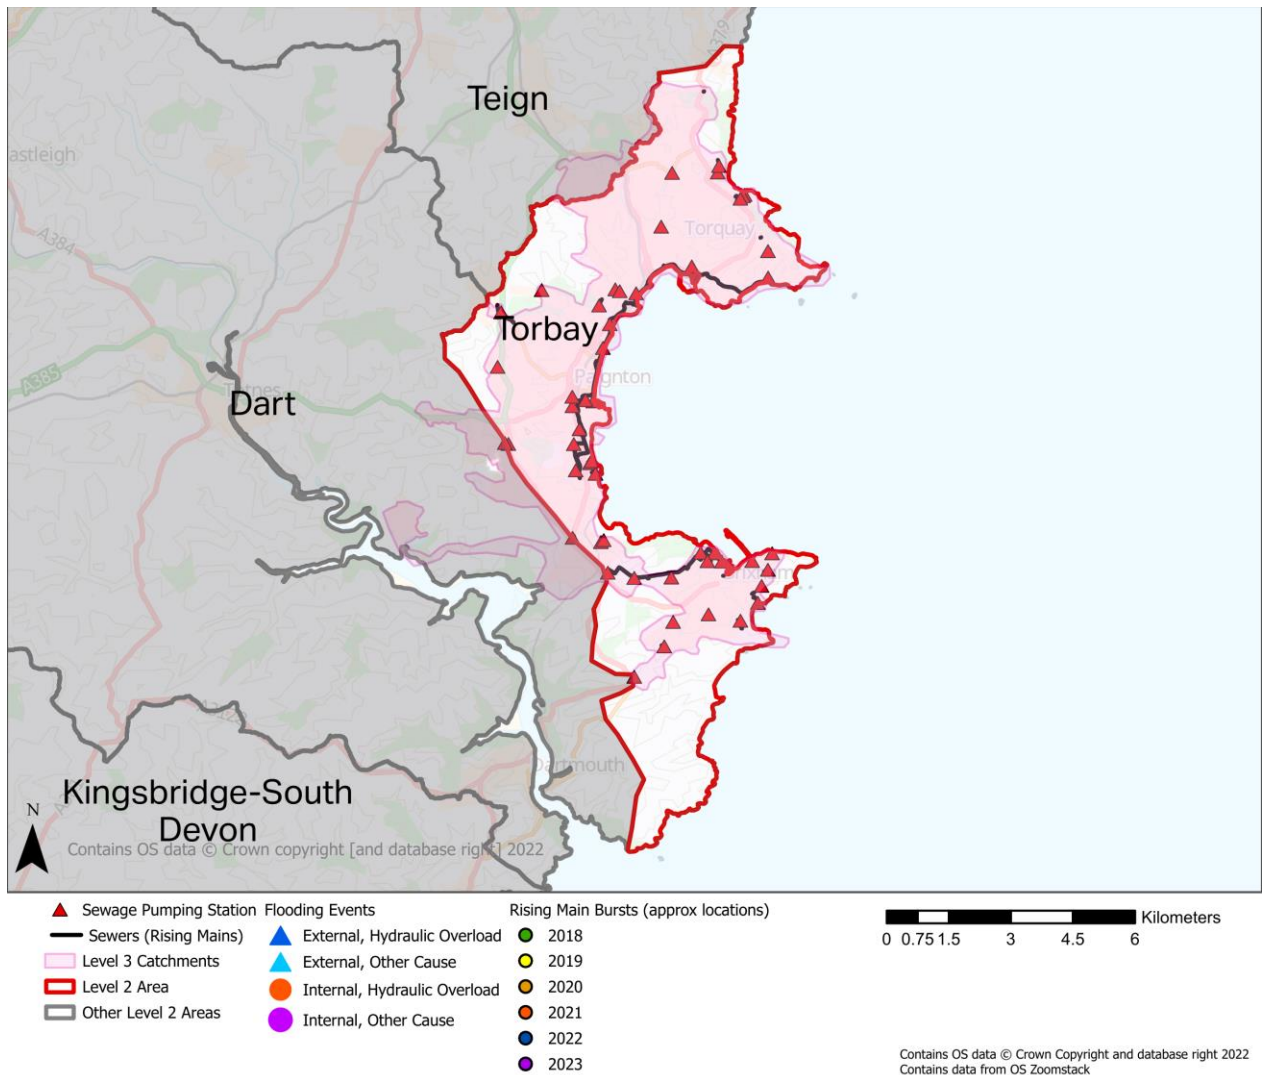 A379
Teign
astleigh
A384
Torquay
Torbay
A385
Paignton
Dart
Dartmouth
Kingsbridge-South
Devon
N
Contains OS data © Crown copyright [and database right] 2022
Sewage Pumping Station
Sewers (Rising Mains)
Level 3 Catchments
Level 2 Area
Other Level 2 Areas
Flooding Events
External, Hydraulic Overload
External, Other Cause
Internal, Hydraulic Overload
Internal, Other Cause
Rising Main Bursts (approx locations)
2018
2019
2020
2021
2022
2023
Kilometers
0 0.75 1.5 3 4.5 6
Contains OS data © Crown Copyright and database right 2022
Contains data from OS Zoomstack